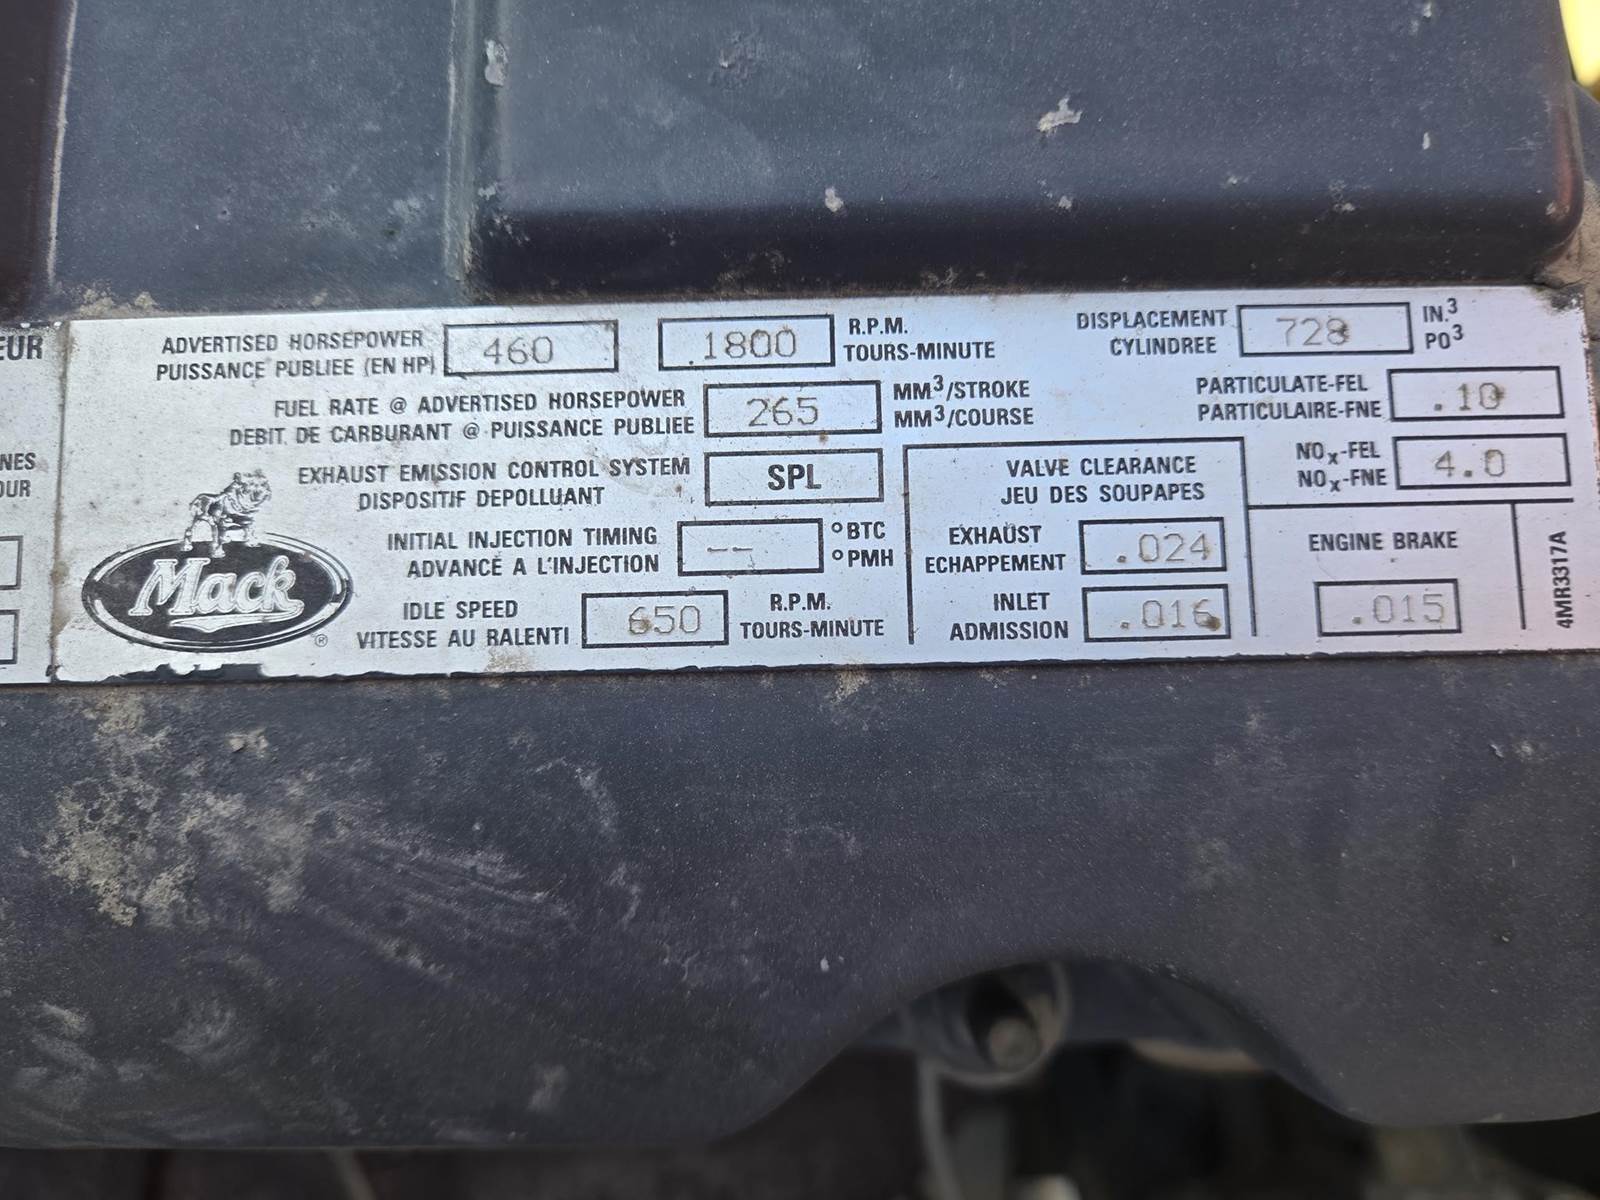 EUR
NES
OUR
ADVERTISED HORSEPOWER 460 1800 R.P.M.
PUISSANCE PUBLIEE (EN HP) TOURS-MINUTE
DISPLACEMENT 728 IN.3
CYLINDREE PO3
FUEL RATE @ ADVERTISED HORSEPOWER 265 MM3/STROKE
DEBIT DE CARBURANT @ PUISSANCE PUBLIEE MM3/COURSE
PARTICULATE-FEL .10
PARTICULAIRE-FNE
EXHAUST EMISSION CONTROL SYSTEM SPL
DISPOSITIF DEPOLLUANT
VALVE CLEARANCE
JEU DES SOUPAPES
NOx-FEL 4.0
NOx-FNE
INITIAL INJECTION TIMING -- °BTC
AVANCE A L'INJECTION °PMH
EXHAUST .024
ECHAPPEMENT
ENGINE BRAKE
.015
Mack ®
IDLE SPEED 650 R.P.M.
VITESSE AU RALENTI TOURS-MINUTE
INLET .016
ADMISSION
4MR3317A